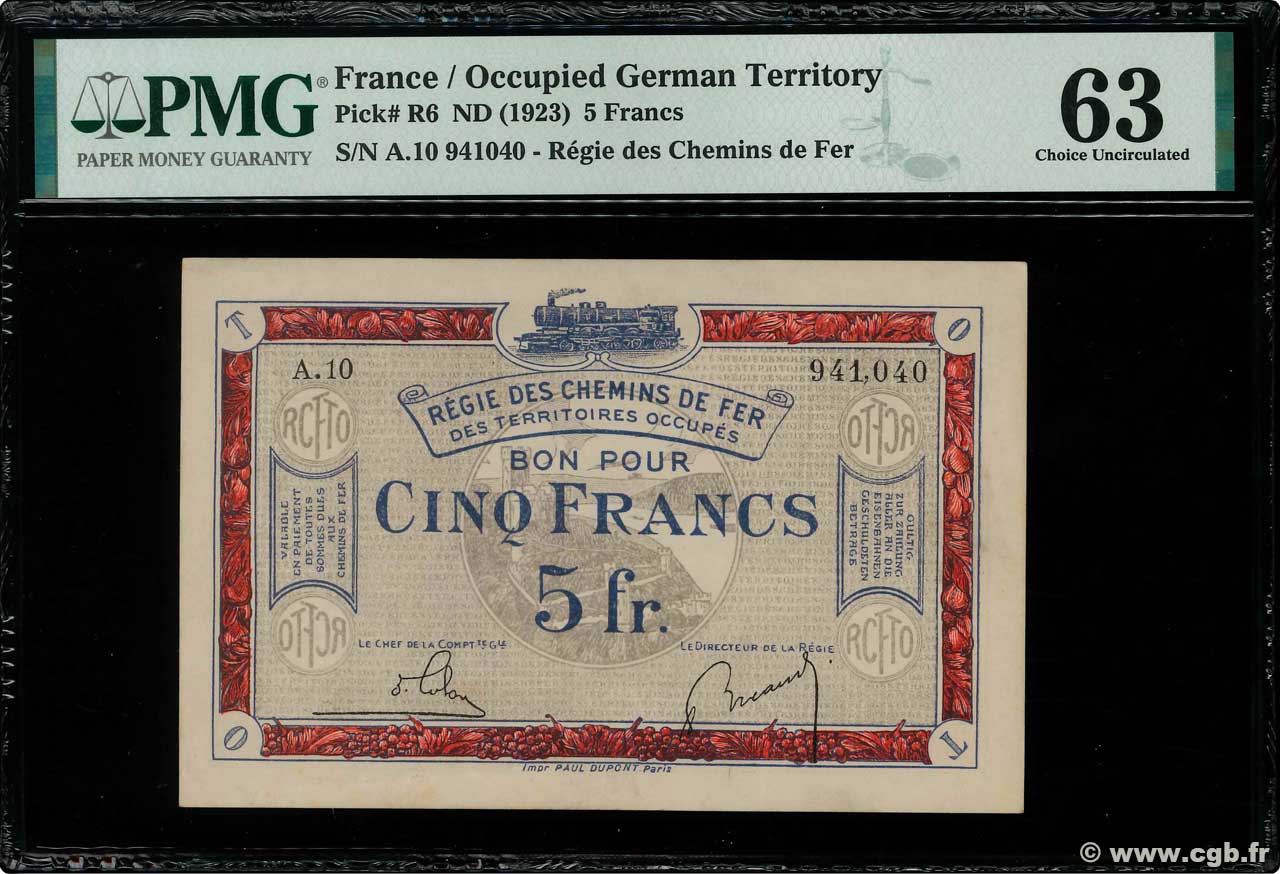 PMG®
PAPER MONEY GUARANTY
France / Occupied German Territory
Pick# R6 ND (1923) 5 Francs
S/N A.10 941040 - Régie des Chemins de Fer
63
Choice Uncirculated
T
O
A.10
941,040
RÉGIE DES CHEMINS DE FER
DES TERRITOIRES OCCUPÉS
RCFTO
RCFTO
BON POUR
CINQ FRANCS
5 fr.
VALABLE
EN PAIEMENT
DE TOUTES
SOMMES DUES
AUX
CHEMINS DE FER
GULTIG
ZUR ZAHLUNG
ALLER AN DIE
EISENBAHNEN
GESCHULDETEN
BETRAGE
RCFTO
RCFTO
LE CHEF DE LA COMPT TE GLE
LE DIRECTEUR DE LA RÉGIE
O
T
Impr. PAUL DUPONT. Paris
© www.cgb.fr